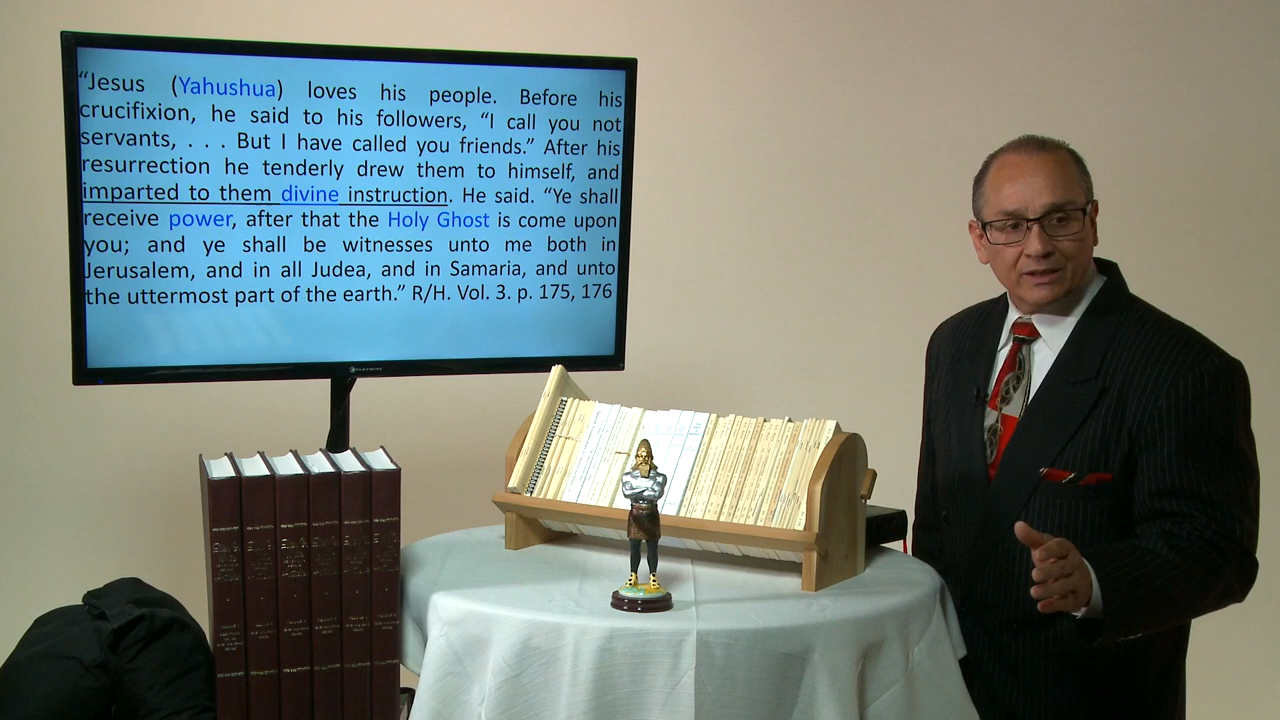 “Jesus (Yahushua) loves his people. Before his
crucifixion, he said to his followers, “I call you not
servants, . . . But I have called you friends.” After his
resurrection he tenderly drew them to himself, and
imparted to them divine instruction. He said. “Ye shall
receive power, after that the Holy Ghost is come upon
you; and ye shall be witnesses unto me both in
Jerusalem, and in all Judea, and in Samaria, and unto
the uttermost part of the earth.” R/H. Vol. 3. p. 175, 176